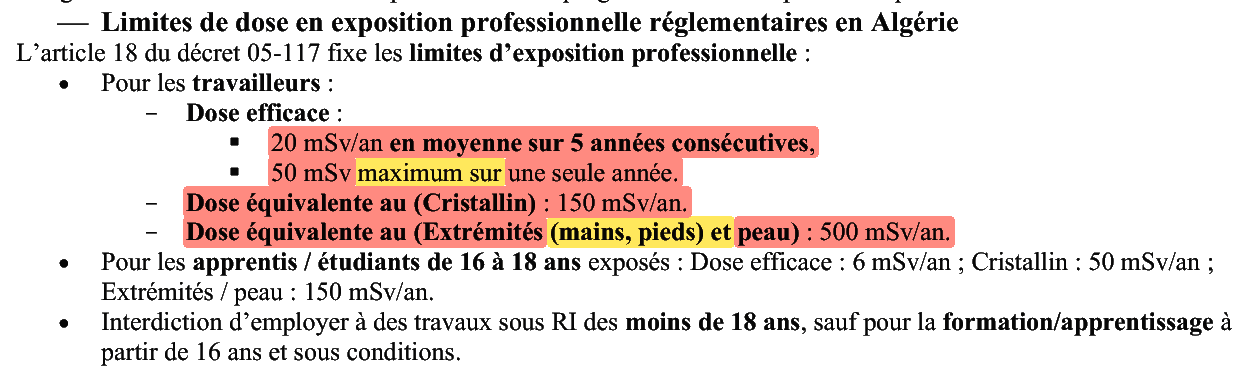 — Limites de dose en exposition professionnelle réglementaires en Algérie
L’article 18 du décret 05-117 fixe les limites d’exposition professionnelle :
• Pour les travailleurs :
− Dose efficace :
▪ 20 mSv/an en moyenne sur 5 années consécutives,
▪ 50 mSv maximum sur une seule année.
− Dose équivalente au (Cristallin) : 150 mSv/an.
− Dose équivalente au (Extrémités (mains, pieds) et peau) : 500 mSv/an.
• Pour les apprentis / étudiants de 16 à 18 ans exposés : Dose efficace : 6 mSv/an ; Cristallin : 50 mSv/an ;
Extrémités / peau : 150 mSv/an.
• Interdiction d’employer à des travaux sous RI des moins de 18 ans, sauf pour la formation/apprentissage à
partir de 16 ans et sous conditions.